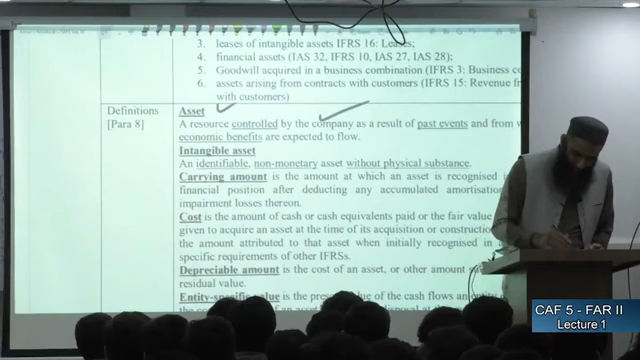 3. leases of intangible assets IFRS 16: Leases;
4. financial assets (IAS 32, IFRS 10, IAS 27, IAS 28);
5. Goodwill acquired in a business combination (IFRS 3: Business
6. assets arising from contracts with customers (IFRS 15: Revenue
with customers)
Definitions
[Para 8]
Asset
A resource controlled by the company as a result of past events and from
economic benefits are expected to flow.
Intangible asset
An identifiable, non-monetary asset without physical substance.
Carrying amount is the amount at which an asset is recognised
financial position after deducting any accumulated
impairment losses thereon.
Cost is the amount of cash or cash equivalents paid or the fair value
given to acquire an asset at the time of its acquisition or
the amount attributed to that asset when initially recognised
specific requirements of other IFRSs.
Depreciable amount is the cost of an asset, or other amount
residual value.
Entity-specific value is the of the cash flows an
CAF 5 - FAR II
Lecture 1